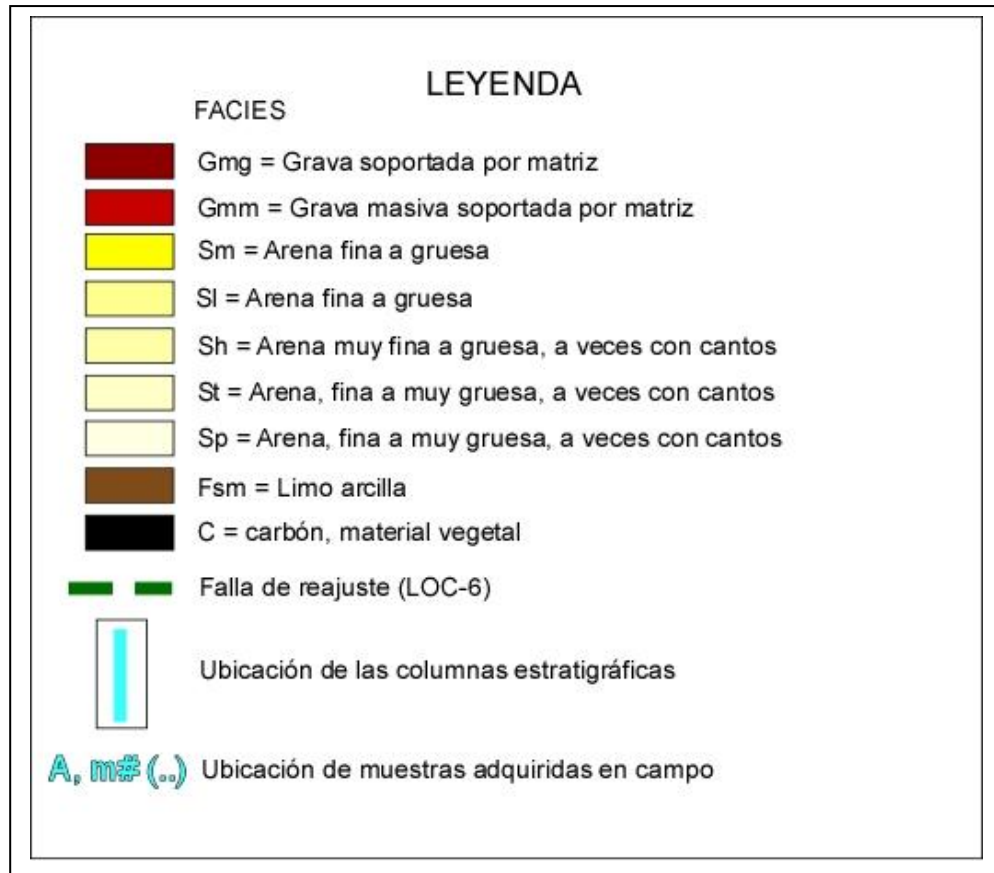 LEYENDA
FACIES
Gmg = Grava soportada por matriz
Gmm = Grava masiva soportada por matriz
Sm = Arena fina a gruesa
Sl = Arena fina a gruesa
Sh = Arena muy fina a gruesa, a veces con cantos
St = Arena, fina a muy gruesa, a veces con cantos
Sp = Arena, fina a muy gruesa, a veces con cantos
Fsm = Limo arcilla
C = carbón, material vegetal
Falla de reajuste (LOC-6)
Ubicación de las columnas estratigráficas
A, m# (..) Ubicación de muestras adquiridas en campo